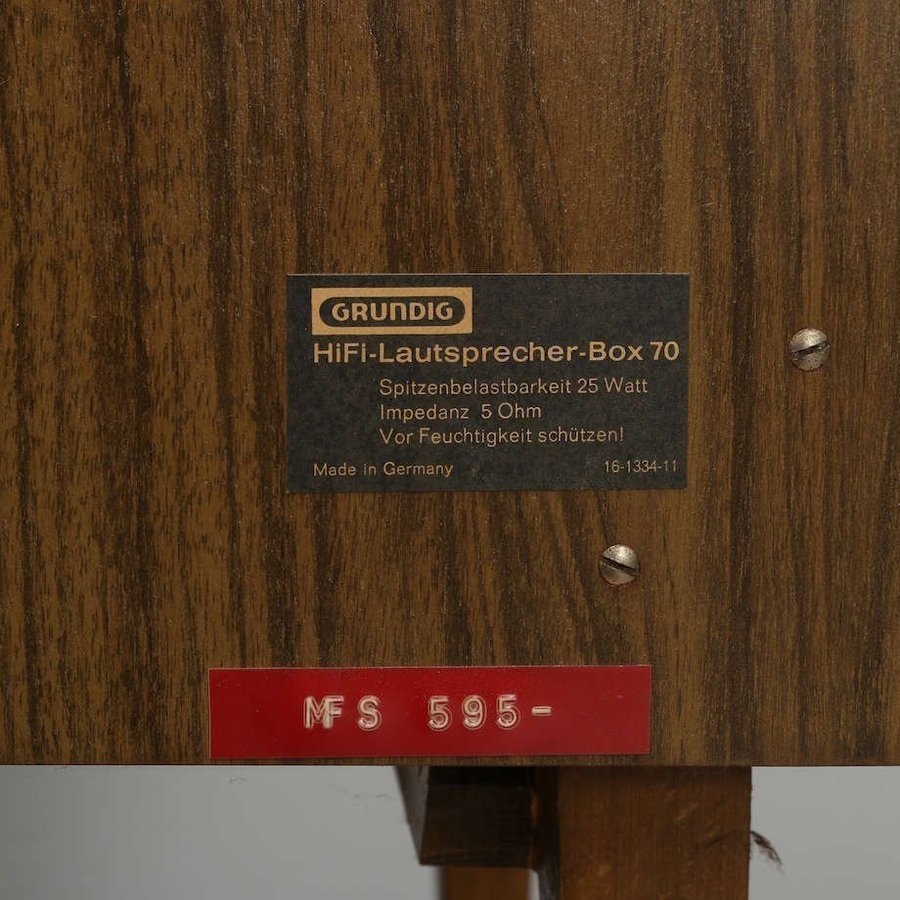 GRUNDIG
HiFi-Lautsprecher-Box 70
Spitzenbelastbarkeit 25 Watt
Impedanz 5 Ohm
Vor Feuchtigkeit schützen!
Made in Germany 16-1334-11
MFS 595-